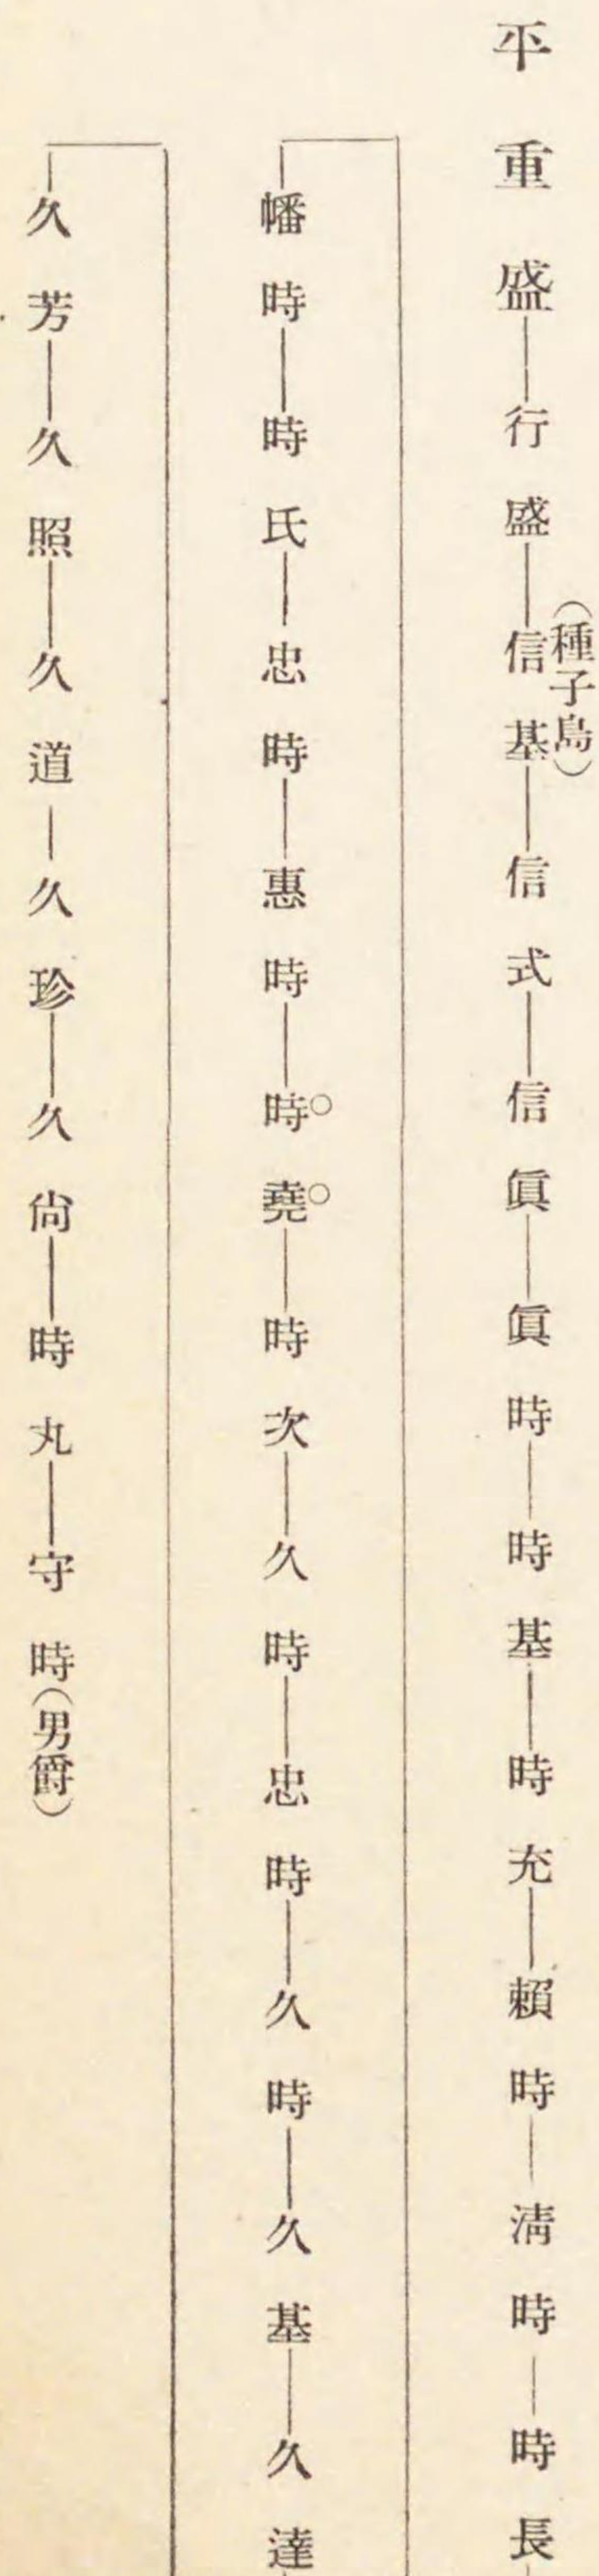 平重盛―行盛―信基(種子島)―信式―信眞―眞時―時基―時充―賴時―淸時―時長
幡時―時氏―忠時―惠時―時堯―時次―久時―忠時―久時―久基―久達
久芳―久照―久道―久珍―久尙―時丸―守時(男爵)